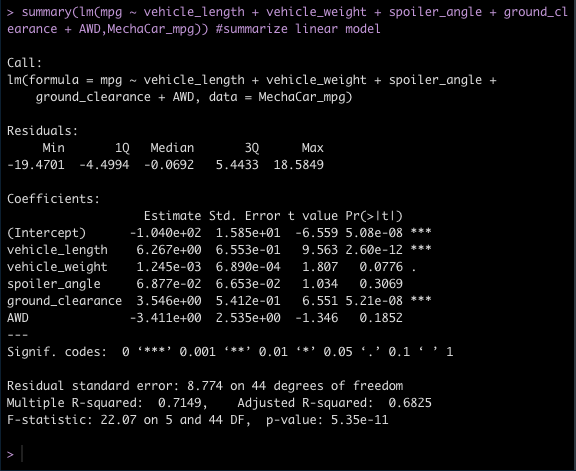 > summary(lm(mpg ~ vehicle_length + vehicle_weight + spoiler_angle + ground_cl
earance + AWD,MechaCar_mpg)) #summarize linear model
Call:
lm(formula = mpg ~ vehicle_length + vehicle_weight + spoiler_angle +
    ground_clearance + AWD, data = MechaCar_mpg)
Residuals:
     Min       1Q   Median       3Q      Max
-19.4701  -4.4994  -0.0692   5.4433  18.5849
Coefficients:
                   Estimate Std. Error t value Pr(>|t|)
(Intercept)      -1.040e+02  1.585e+01  -6.559 5.08e-08 ***
vehicle_length    6.267e+00  6.553e-01   9.563 2.60e-12 ***
vehicle_weight    1.245e-03  6.890e-04   1.807   0.0776 .
spoiler_angle     6.877e-02  6.653e-02   1.034   0.3069
ground_clearance  3.546e+00  5.412e-01   6.551 5.21e-08 ***
AWD              -3.411e+00  2.535e+00  -1.346   0.1852
---
Signif. codes:  0 ‘***’ 0.001 ‘**’ 0.01 ‘*’ 0.05 ‘.’ 0.1 ‘ ’ 1
Residual standard error: 8.774 on 44 degrees of freedom
Multiple R-squared:  0.7149,    Adjusted R-squared:  0.6825
F-statistic: 22.07 on 5 and 44 DF,  p-value: 5.35e-11
>